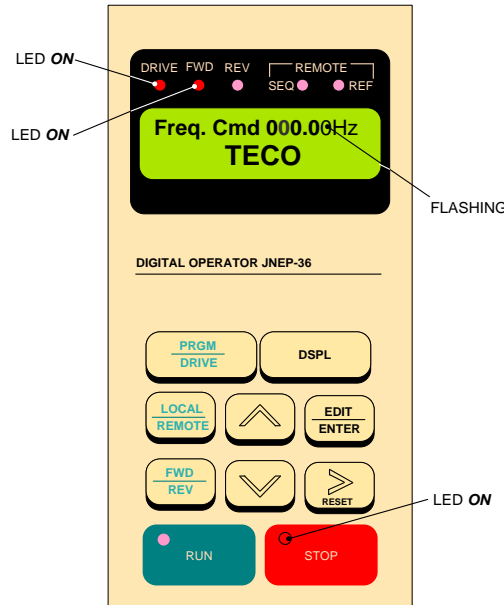 LED ON
DRIVE FWD REV REMOTE
SEQ REF
LED ON
Freq. Cmd 000.00Hz
TECO
FLASHING
DIGITAL OPERATOR JNEP-36
PRGM
DRIVE
DSPL
LOCAL
REMOTE
EDIT
ENTER
FWD
REV
RESET
LED ON
RUN
STOP